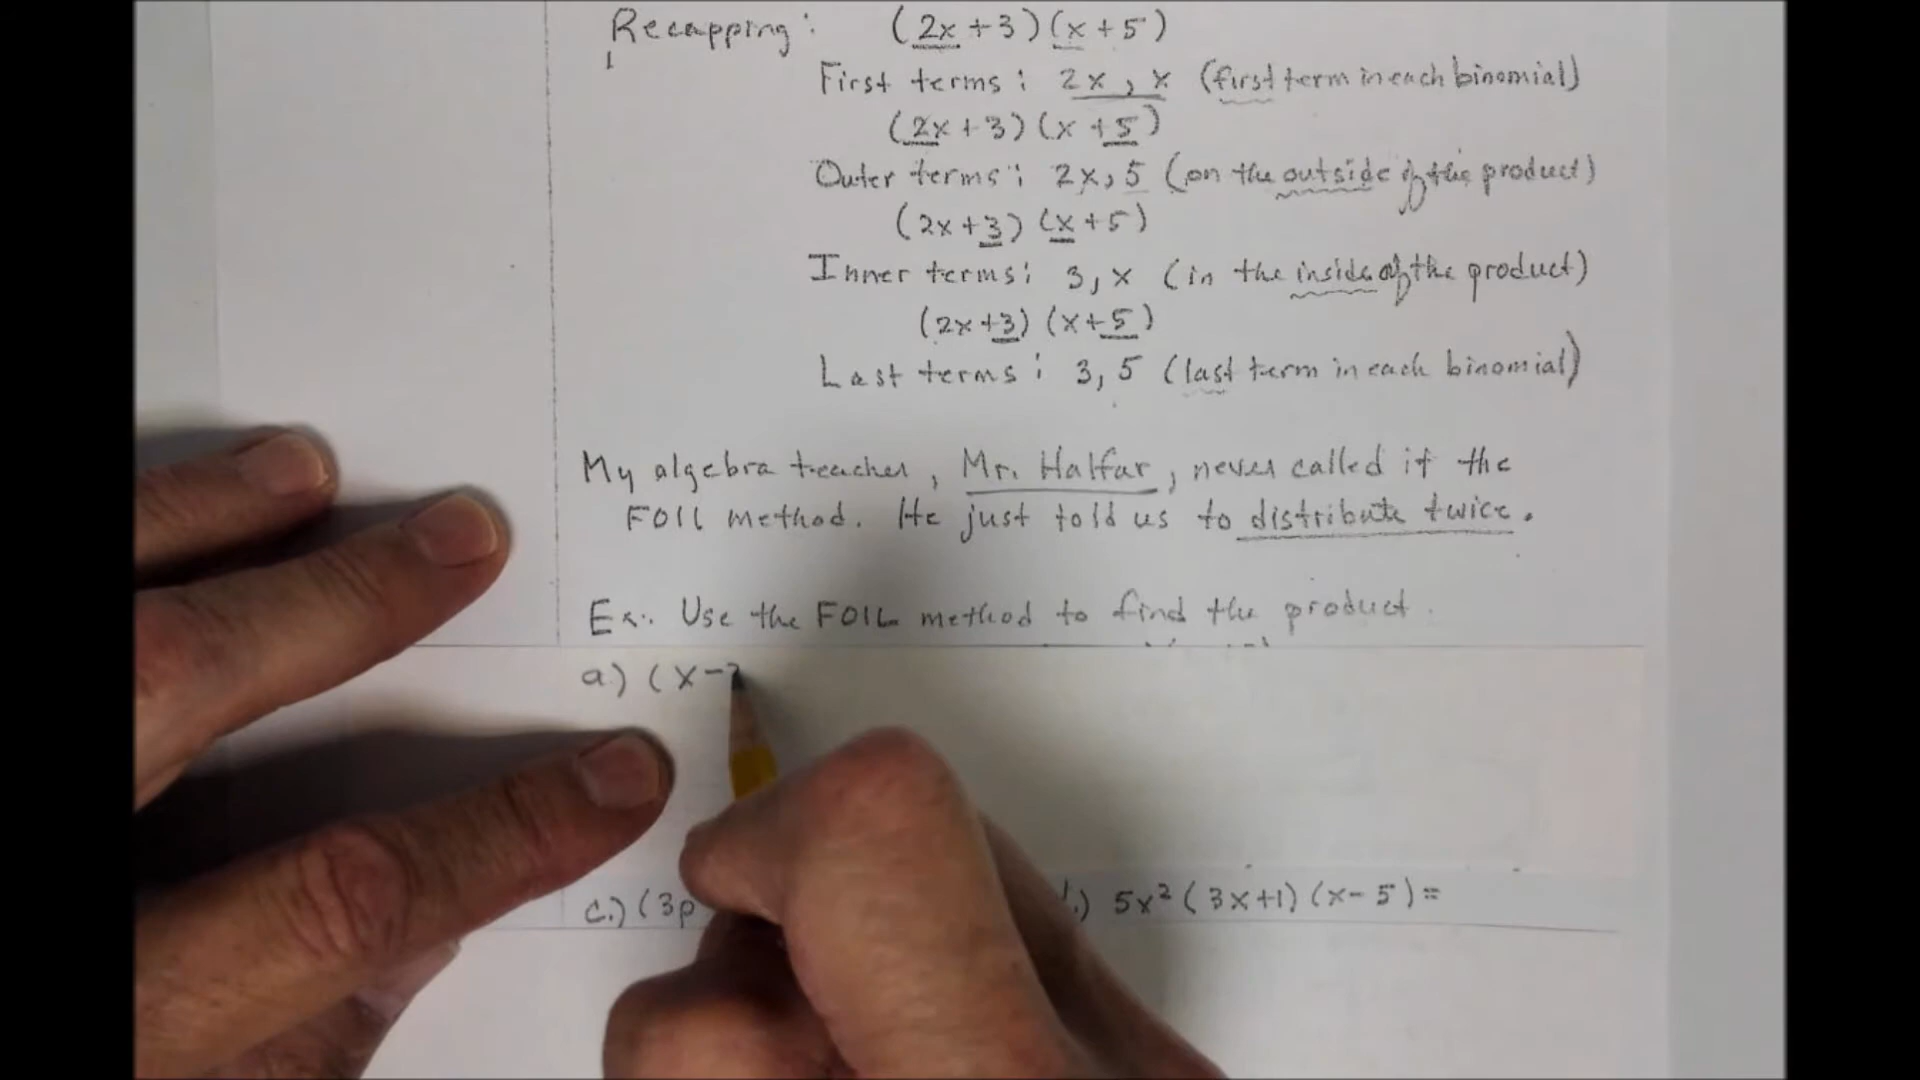 Recapping: (2x+3)(x+5)
First terms: 2x, x (first term in each binomial)
(2x+3)(x+5)
Outer terms: 2x, 5 (on the outside of the product)
(2x+3)(x+5)
Inner terms: 3, x (in the inside of the product)
(2x+3)(x+5)
Last terms: 3, 5 (last term in each binomial)
My algebra teacher, Mr. Halfar, never called it the
FOIL method. He just told us to distribute twice.
Ex: Use the FOIL method to find the product.
a.) (x-
c.) (3p
5x²(3x+1)(x-5)=